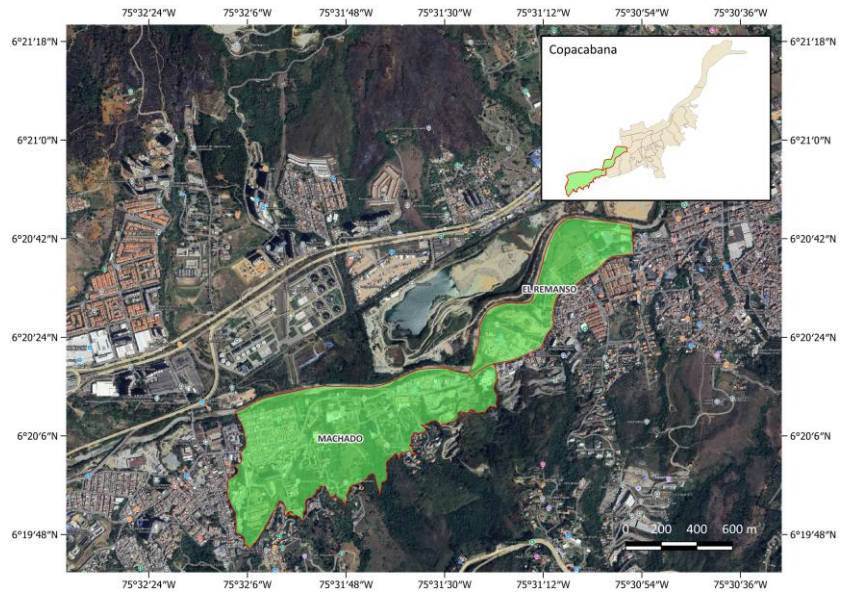 75°32'24"W 75°32'6"W 75°31'48"W 75°31'30"W 75°31'12"W 75°30'54"W 75°30'36"W
6°21'18"N 6°21'18"N
Copacabana
6°21'0"N 6°21'0"N
6°20'42"N 6°20'42"N
EL REMANSO
6°20'24"N 6°20'24"N
6°20'6"N MACHADO 6°20'6"N
0 200 400 600 m
6°19'48"N 6°19'48"N
75°32'24"W 75°32'6"W 75°31'48"W 75°31'30"W 75°31'12"W 75°30'54"W 75°30'36"W